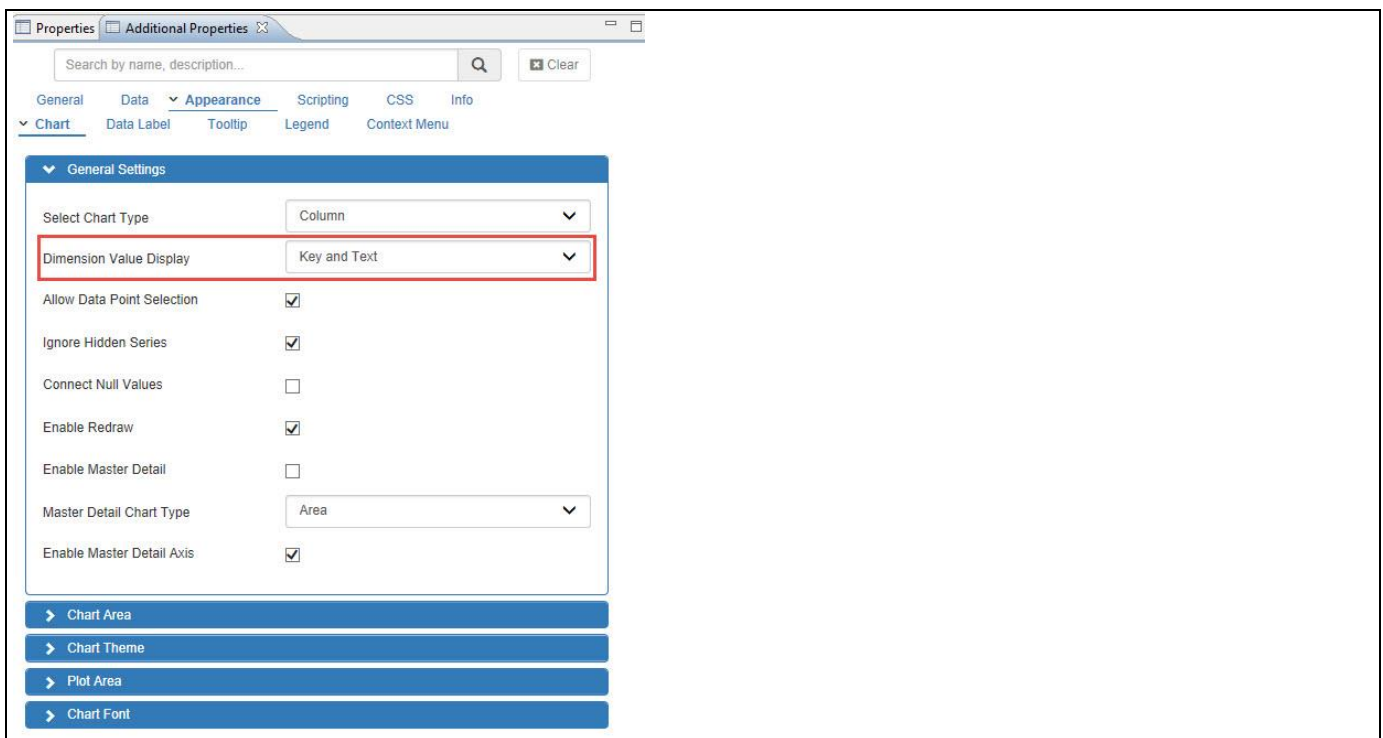 Properties Additional Properties
Search by name, description... Clear
General Data Appearance Scripting CSS Info
Chart Data Label Tooltip Legend Context Menu
General Settings
Select Chart Type Column
Dimension Value Display Key and Text
Allow Data Point Selection
Ignore Hidden Series
Connect Null Values
Enable Redraw
Enable Master Detail
Master Detail Chart Type Area
Enable Master Detail Axis
Chart Area
Chart Theme
Plot Area
Chart Font